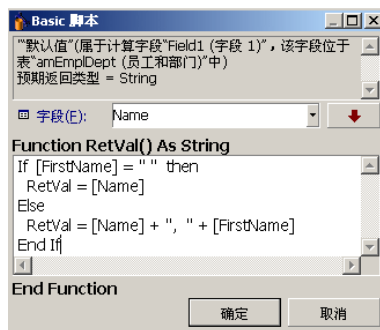 Basic 脚本
"“默认值”(属于计算字段“Field1 (字段 1)”，该字段位于
表“amEmplDept (员工和部门)”中)
预期返回类型 = String
字段(F):
Name
Function RetVal() As String
If [FirstName] = " " then
RetVal = [Name]
Else
RetVal = [Name] + ", " + [FirstName]
End If
End Function
确定
取消